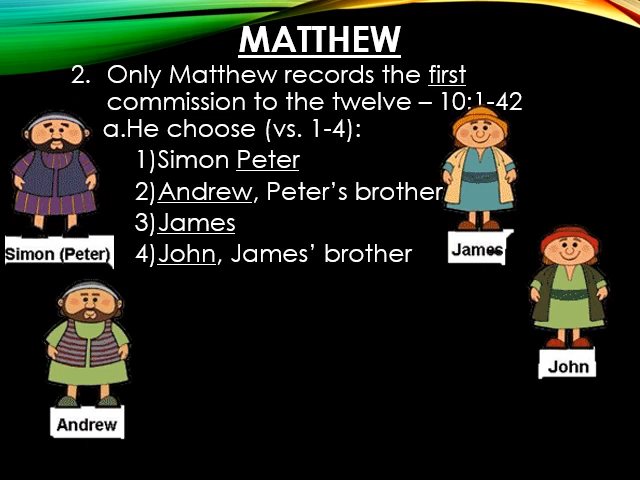 MATTHEW
2. Only Matthew records the first
commission to the twelve – 10:1-42
a.He choose (vs. 1-4):
1)Simon Peter
2)Andrew, Peter's brother
3)James
4)John, James' brother
Simon (Peter)
James
John
Andrew